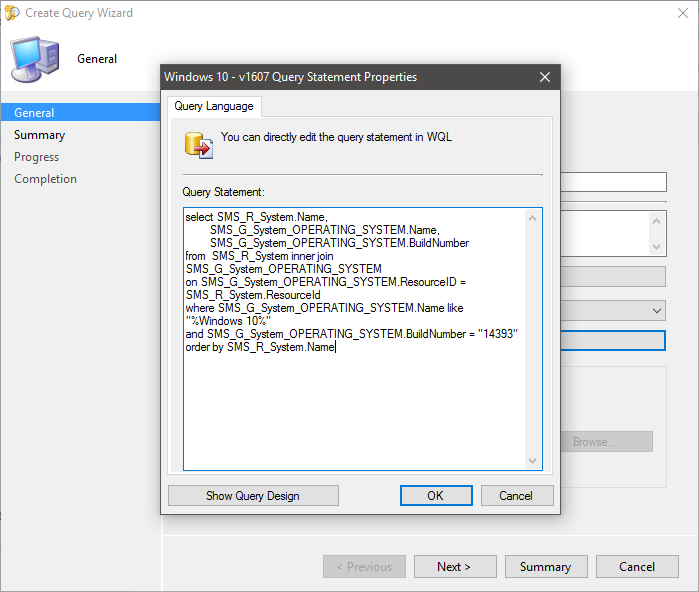 Create Query Wizard
General
General
Summary
Progress
Completion
Windows 10 - v1607 Query Statement Properties
Query Language
You can directly edit the query statement in WQL
Query Statement:
select SMS_R_System.Name,
SMS_G_System_OPERATING_SYSTEM.Name,
SMS_G_System_OPERATING_SYSTEM.BuildNumber
from  SMS_R_System inner join
SMS_G_System_OPERATING_SYSTEM
on SMS_G_System_OPERATING_SYSTEM.ResourceID =
SMS_R_System.ResourceId
where SMS_G_System_OPERATING_SYSTEM.Name like
"%Windows 10%"
and SMS_G_System_OPERATING_SYSTEM.BuildNumber = "14393"
order by SMS_R_System.Name
Browse...
Show Query Design
OK
Cancel
< Previous
Next >
Summary
Cancel